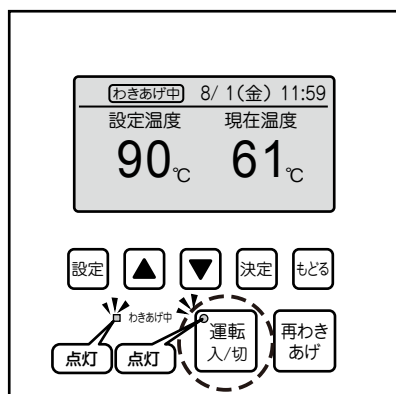 わきあげ中 8/ 1(金) 11:59
設定温度 現在温度
90℃ 61℃
設定 ▲ ▼ 決定 もどる
わきあげ中
点灯 点灯
運転
入/切
再わき
あげ